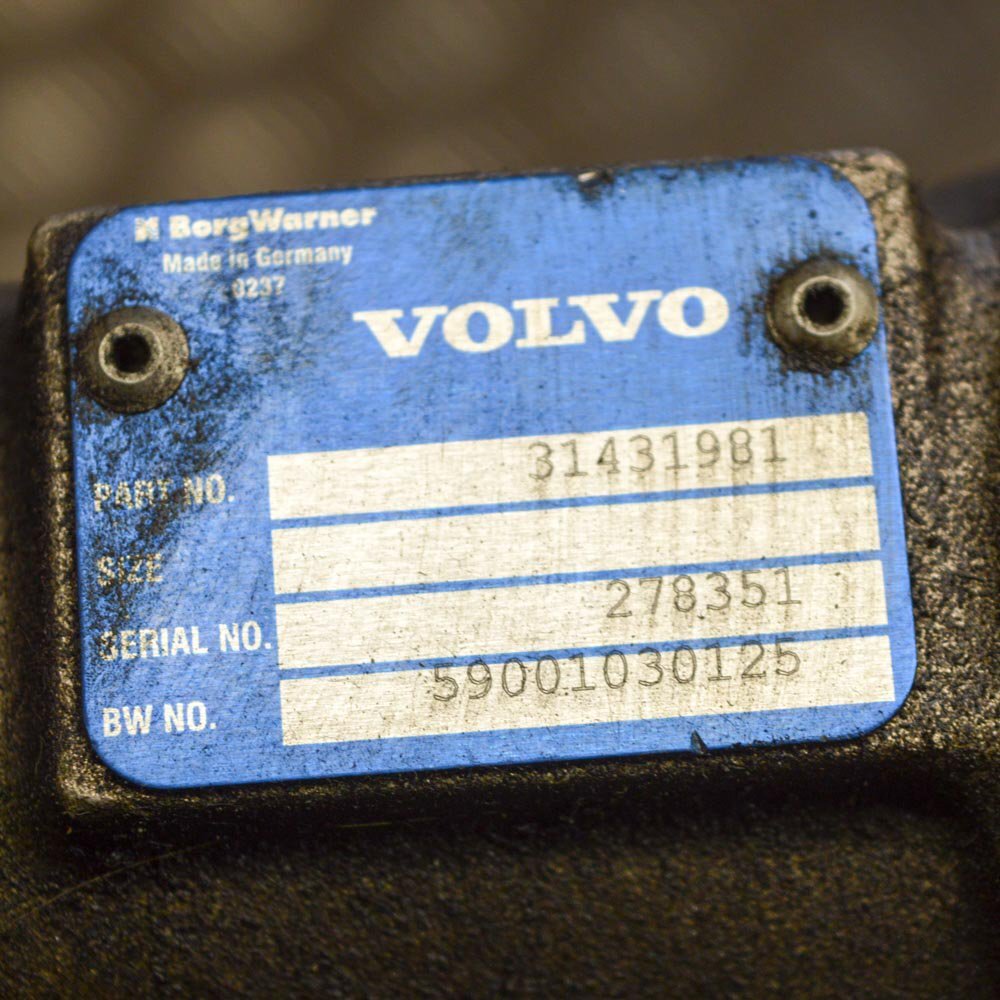 BorgWarner
Made in Germany
0237
VOLVO
PART NO. 31431981
SIZE
SERIAL NO. 278351
BW NO. 59001030125